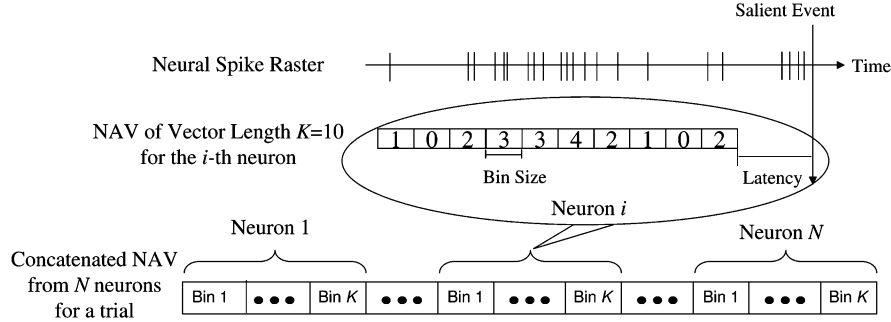 Salient Event
Neural Spike Raster
Time
NAV of Vector Length K=10
for the i-th neuron
1 0 2 3 3 4 2 1 0 2
Bin Size
Latency
Neuron 1
Neuron i
Neuron N
Concatenated NAV
from N neurons
for a trial
Bin 1 ••• Bin K ••• Bin 1 ••• Bin K ••• Bin 1 ••• Bin K